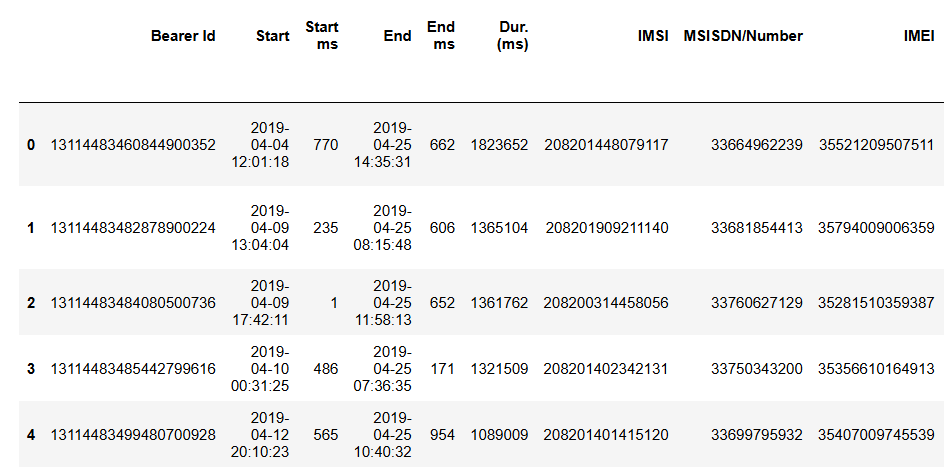 Bearer Id Start Start ms End End ms Dur. (ms) IMSI MSISDN/Number IMEI
0 13114483460844900352 2019-04-04 12:01:18 770 2019-04-25 14:35:31 662 1823652 208201448079117 33664962239 35521209507511
1 13114483482878900224 2019-04-09 13:04:04 235 2019-04-25 08:15:48 606 1365104 208201909211140 33681854413 35794009006359
2 13114483484080500736 2019-04-09 17:42:11 1 2019-04-25 11:58:13 652 1361762 208200314458056 33760627129 35281510359387
3 13114483485442799616 2019-04-10 00:31:25 486 2019-04-25 07:36:35 171 1321509 208201402342131 33750343200 35356610164913
4 13114483499480700928 2019-04-12 20:10:23 565 2019-04-25 10:40:32 954 1089009 208201401415120 33699795932 35407009745539